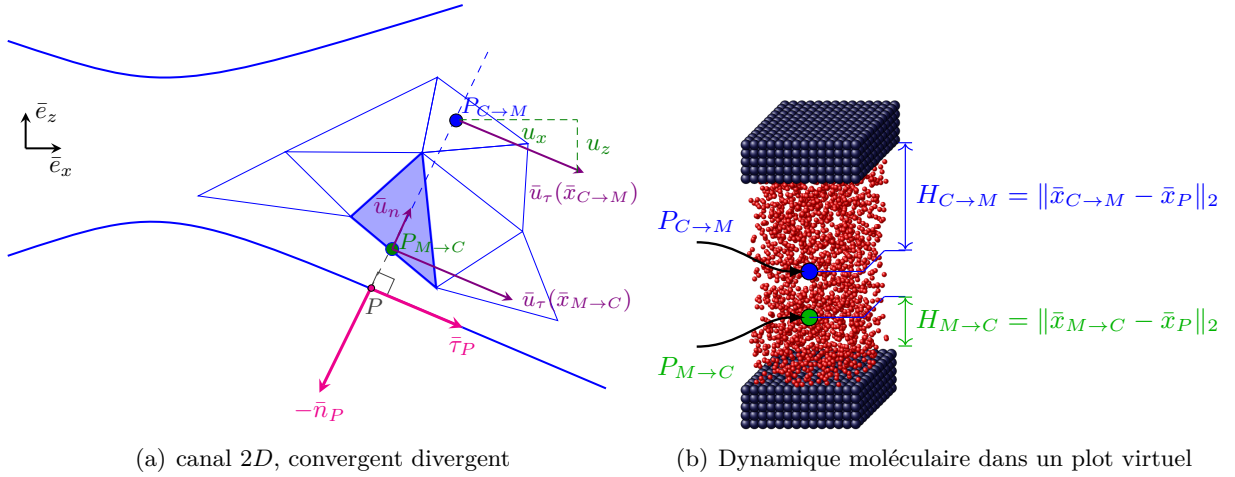 ē_z
ē_x
P_{C→M}
u_x
u_z
ū_τ(x̄_{C→M})
ū_n
P_{M→C}
ū_τ(x̄_{M→C})
P
τ̄_P
−n̄_P
(a) canal 2D, convergent divergent
P_{C→M}
H_{C→M} = ‖x̄_{C→M} − x̄_P‖_2
H_{M→C} = ‖x̄_{M→C} − x̄_P‖_2
P_{M→C}
(b) Dynamique moléculaire dans un plot virtuel